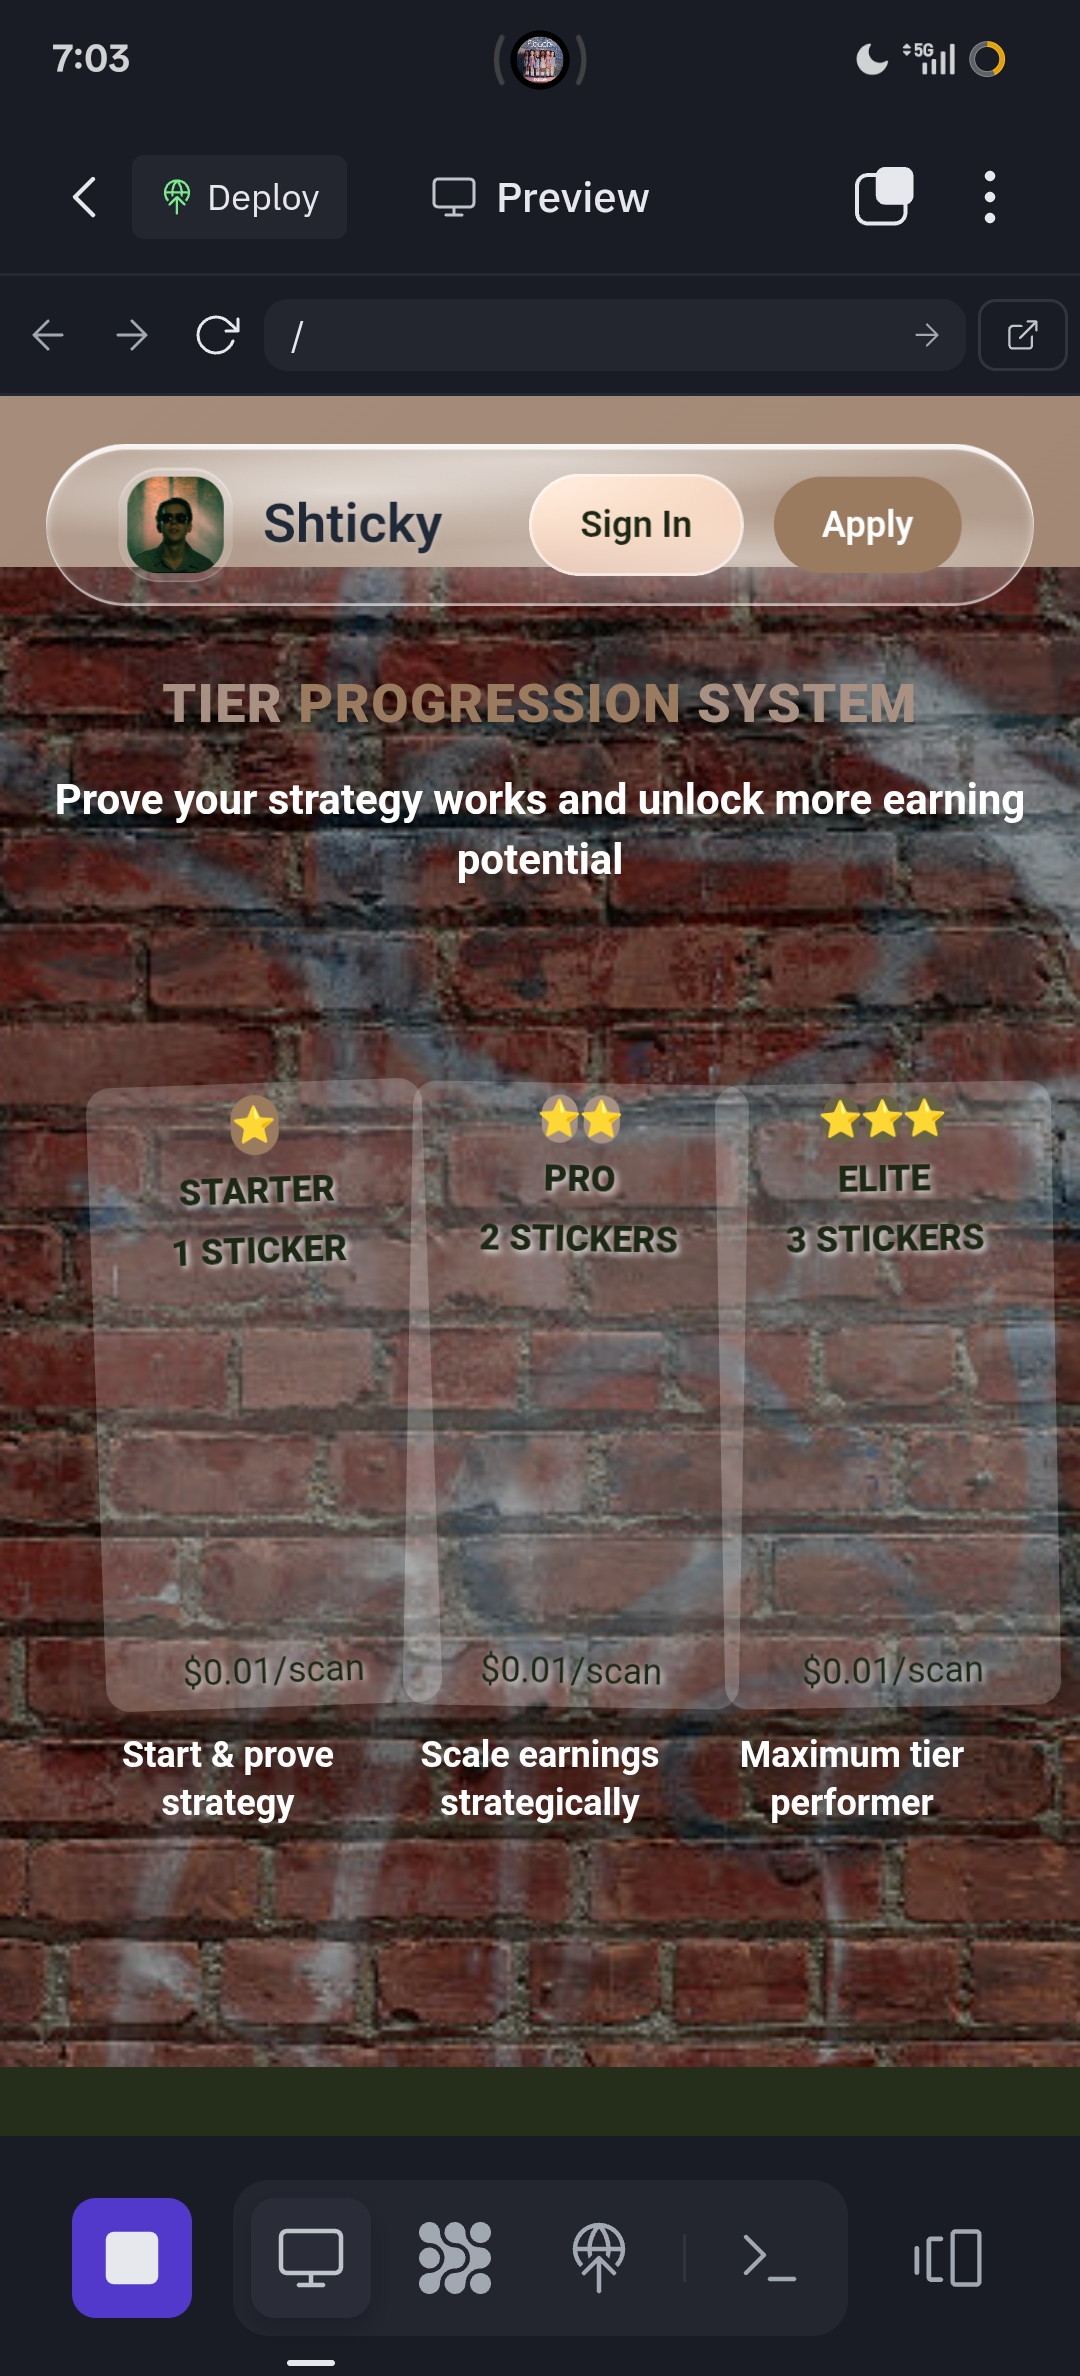 7:03
5G
Deploy
Preview
/
Shticky
Sign In
Apply
TIER PROGRESSION SYSTEM
Prove your strategy works and unlock more earning
potential
STARTER
1 STICKER
$0.01/scan
Start & prove
strategy
PRO
2 STICKERS
$0.01/scan
Scale earnings
strategically
ELITE
3 STICKERS
$0.01/scan
Maximum tier
performer